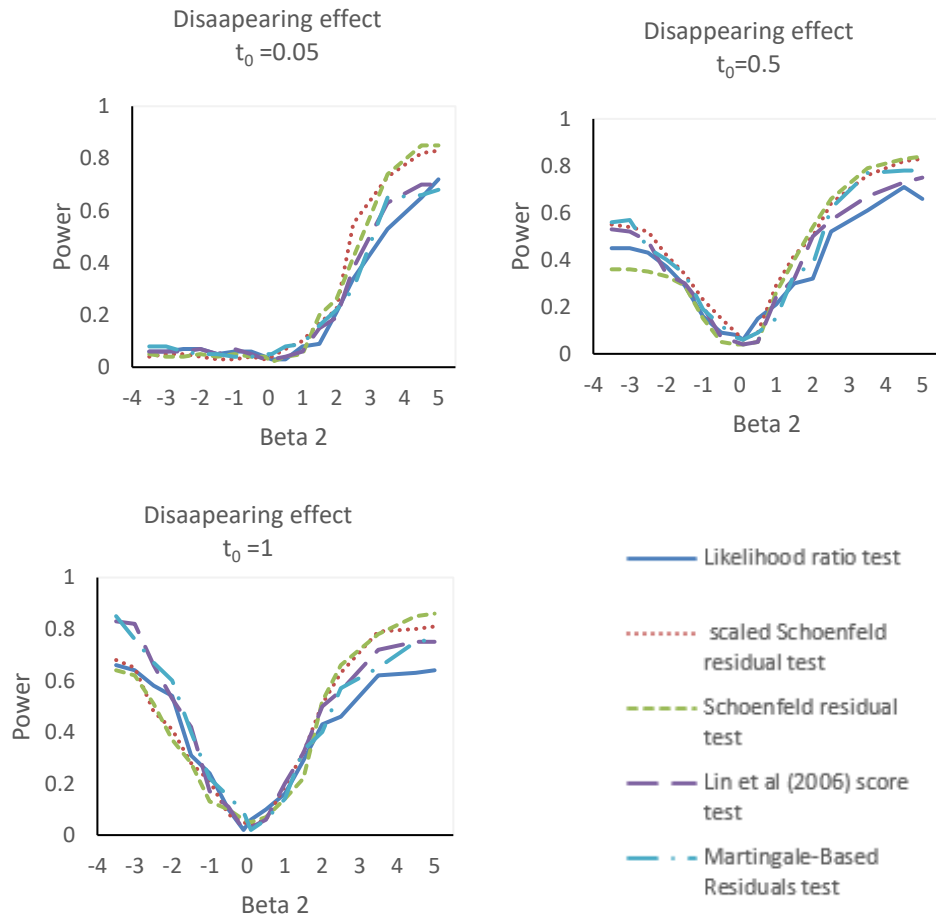 Disaapearing effect
t₀ =0.05
1
0.8
0.6
0.4
0.2
0
-4 -3 -2 -1 0 1 2 3 4 5
Power
Beta 2
Disappearing effect
t₀=0.5
1
0.8
0.6
0.4
0.2
0
-4 -3 -2 -1 0 1 2 3 4 5
Power
Beta 2
Disaapearing effect
t₀ =1
1
0.8
0.6
0.4
0.2
0
-4 -3 -2 -1 0 1 2 3 4 5
Power
Beta 2
Likelihood ratio test
scaled Schoenfeld
residual test
Schoenfeld residual
test
Lin et al (2006) score
test
Martingale-Based
Residuals test